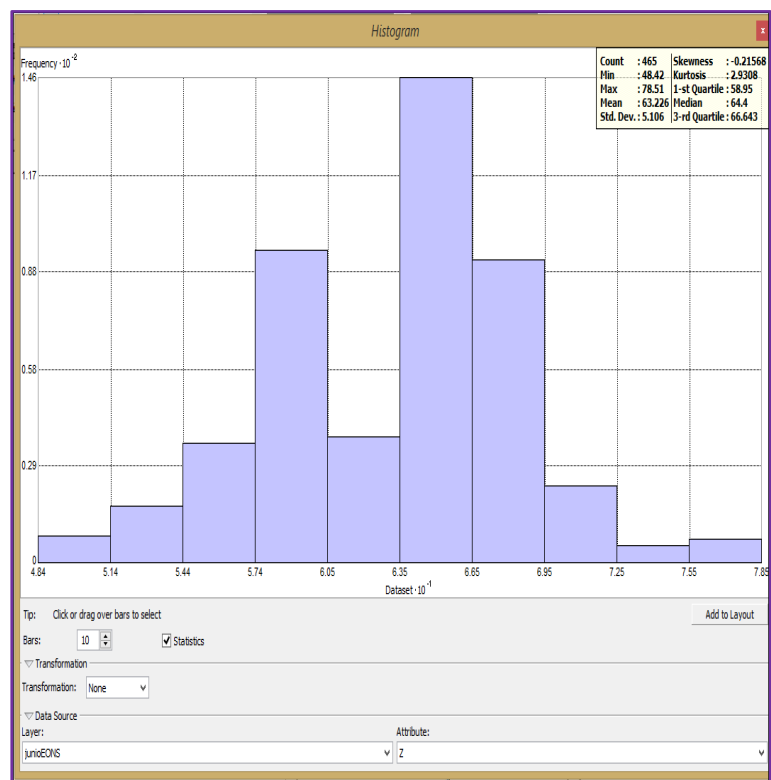 Histogram
x
Frequency · 10 -2
Count : 465 Skewness : -0.21568
Min : 48.42 Kurtosis : 2.9308
Max : 78.51 1-st Quartile : 58.95
Mean : 63.226 Median : 64.4
Std. Dev. : 5.106 3-rd Quartile : 66.643
1.46
1.17
0.88
0.58
0.29
0
4.84 5.14 5.44 5.74 6.05 6.35 6.65 6.95 7.25 7.55 7.85
Dataset · 10 -1
Tip: Click or drag over bars to select Add to Layout
Bars: 10 Statistics
Transformation
Transformation: None
Data Source
Layer: Attribute:
junioEONS Z